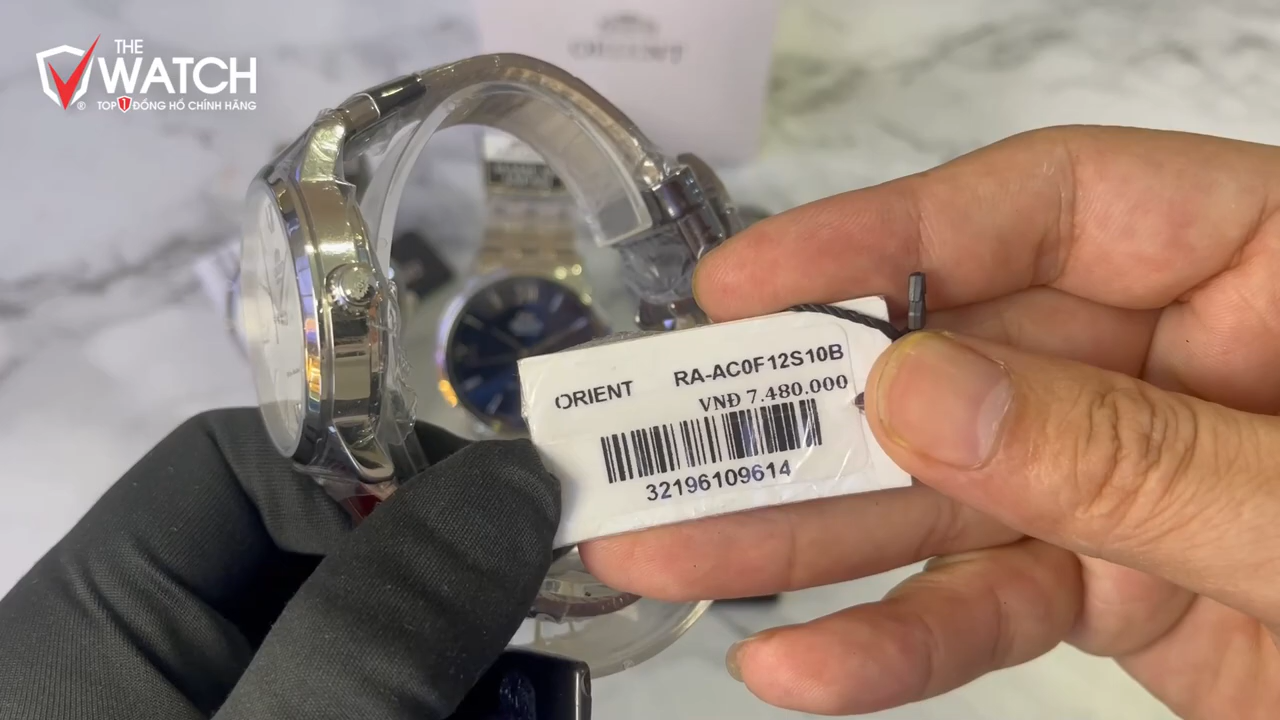 THE
WATCH
®
TOP 1 ĐỒNG HỒ CHÍNH HÃNG
ORIENT
ORIENT RA-AC0F12S10B
VNĐ 7.480.000
32196109614